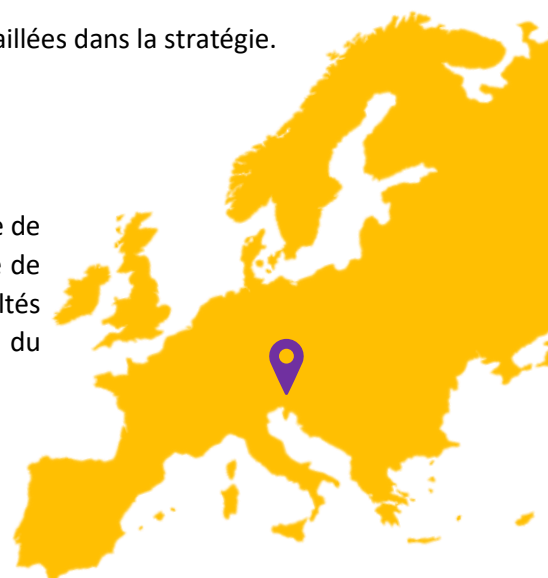 aillées dans la stratégie.
e de
e de
ltés
du